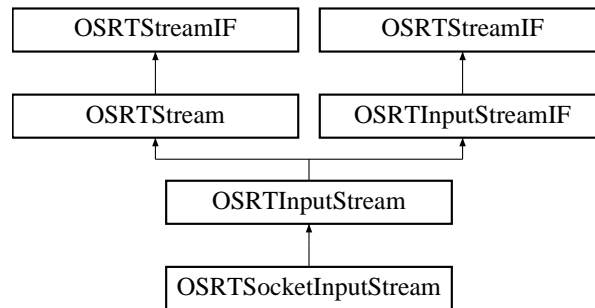 OSRTStreamIF
OSRTStreamIF
OSRTStream
OSRTInputStreamIF
OSRTInputStream
OSRTSocketInputStream